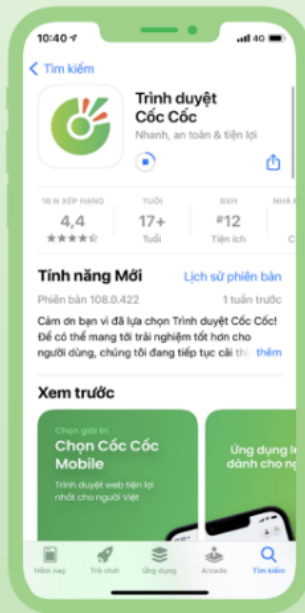 10:40
4G
Tìm kiếm
Trình duyệt
Cốc Cốc
Nhanh, an toàn & tiện lợi
16 N XẾP HẠNG
TUỔI
BXH
4,4
17+
#12
Tuổi
Tiện ích
Tính năng Mới
Lịch sử phiên bản
Phiên bản 108.0.422
1 tuần trước
Cảm ơn bạn vì đã lựa chọn Trình duyệt Cốc Cốc!
Để có thể mang tới trải nghiệm tốt hơn cho
người dùng, chúng tôi đang tiếp tục cải thi
thêm
Xem trước
Chọn giải trí
Chọn Cốc Cốc
Mobile
Trình duyệt web tiện lợi
nhất cho người Việt
Ứng dụng
dành cho
Hôm nay
Trò chơi
Ứng dụng
Arcade
Tìm kiếm